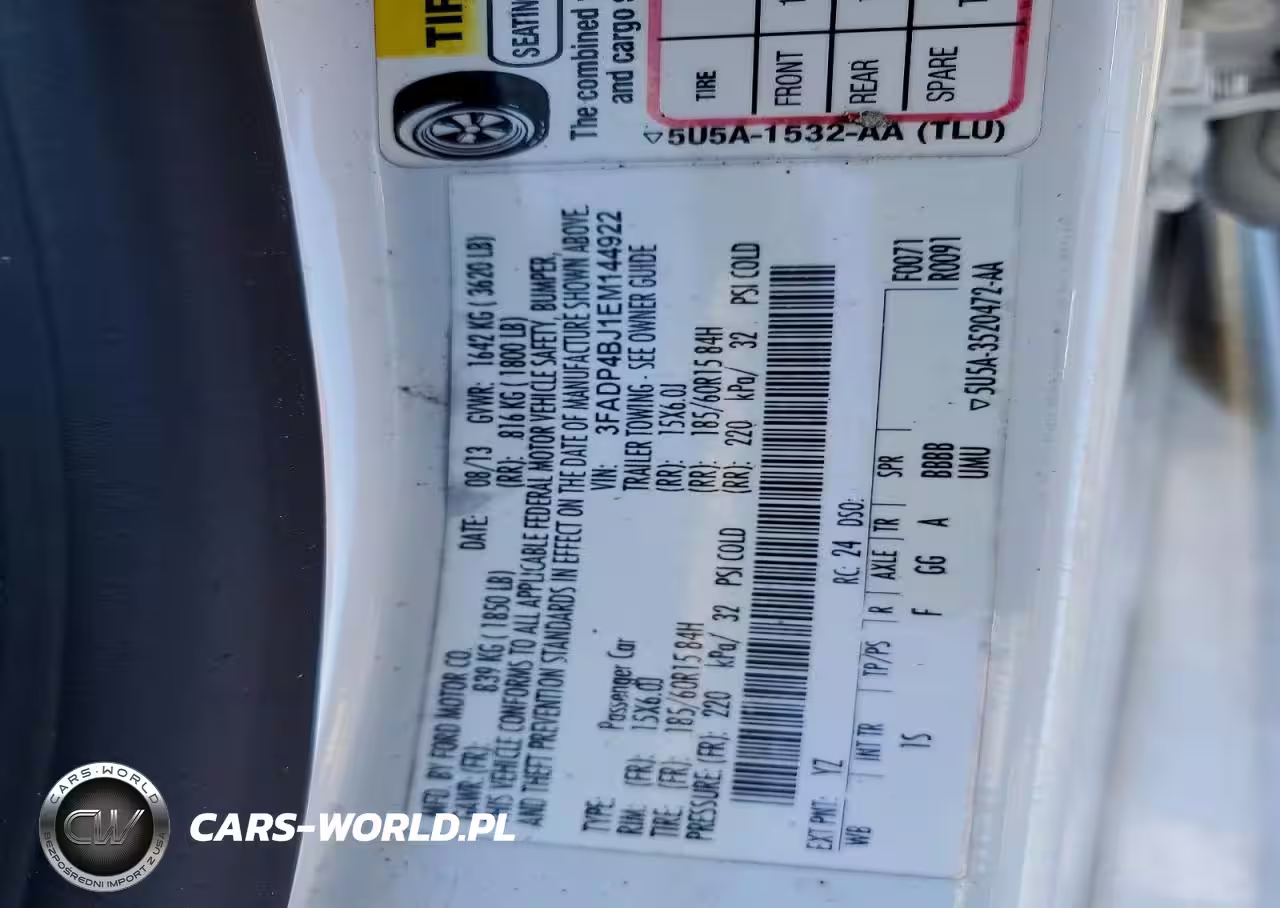 TIR
SEATIN
The combined
and cargo
TIRE
FRONT
REAR
SPARE
5U5A-1532-AA (TLU)
MFD. BY FORD MOTOR CO.
DATE: 08/13 GVWR: 1642 KG ( 3620 LB)
GAWR (FR): 839 KG ( 1850 LB) (RR): 816 KG ( 1800 LB)
THIS VEHICLE CONFORMS TO ALL APPLICABLE FEDERAL MOTOR VEHICLE SAFETY, BUMPER,
AND THEFT PREVENTION STANDARDS IN EFFECT ON THE DATE OF MANUFACTURE SHOWN ABOVE.
VIN: 3FADP4BJ1EM144922
TYPE: Passenger Car TRAILER TOWING - SEE OWNER GUIDE
RIM: (FR): 15X6.0J (RR): 15X6.0J
TIRE: (FR): 185/60R15 84H (RR): 185/60R15 84H
PRESSURE: (FR): 220 kPa/ 32 PSI COLD (RR): 220 kPa/ 32 PSI COLD
EXT PNT: YZ RC: 24 DSO:
WB INT TR TP/PS R AXLE TR SPR F0071
1S F GG A BBBB R0091
UMU
5U5A-3520472-AA
CARS-WORLD
CW
BEZPOŚREDNI IMPORT Z USA
CARS-WORLD.PL